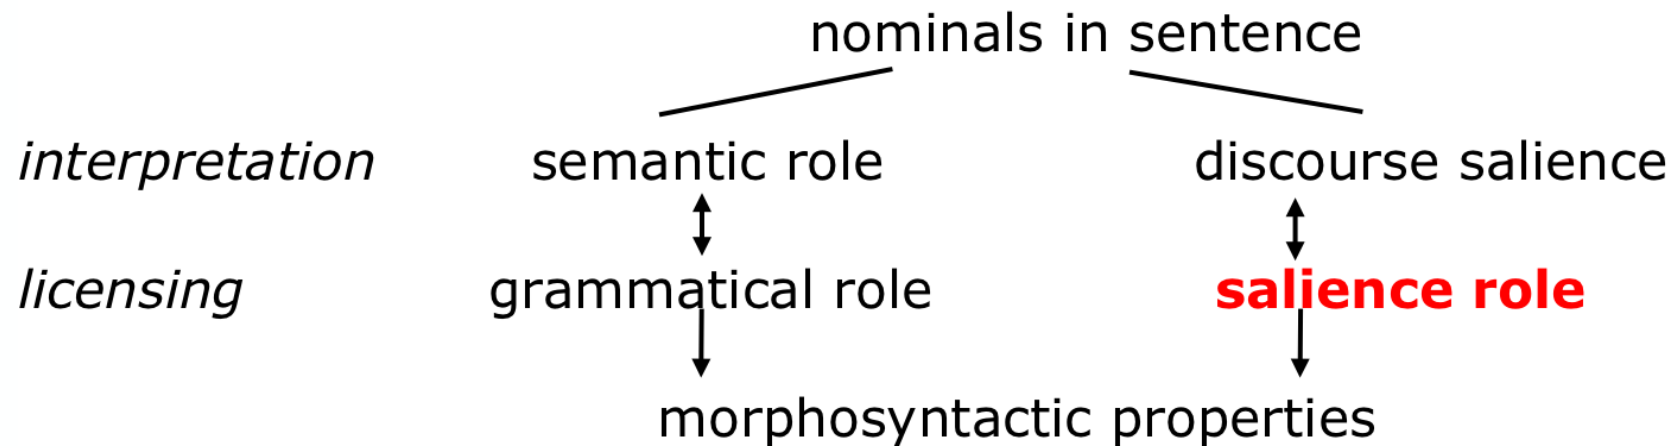 nominals in sentence
interpretation semantic role discourse salience
licensing grammatical role salience role
morphosyntactic properties